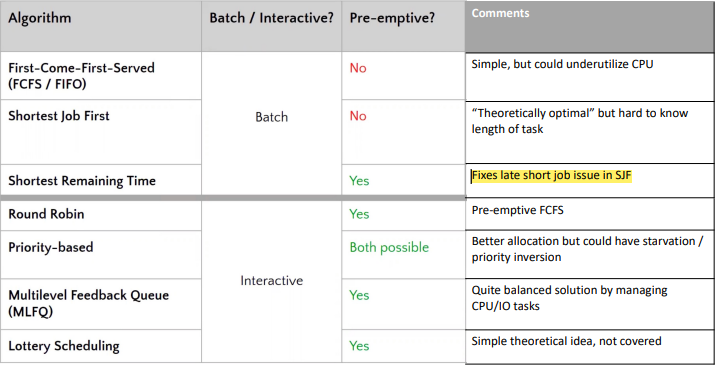 Algorithm Batch / Interactive? Pre-emptive? Comments
First-Come-First-Served No Simple, but could underutilize CPU
(FCFS / FIFO)
Shortest Job First Batch No “Theoretically optimal” but hard to know
length of task
Shortest Remaining Time Yes Fixes late short job issue in SJF
Round Robin Yes Pre-emptive FCFS
Priority-based Both possible Better allocation but could have starvation /
priority inversion
Interactive
Multilevel Feedback Queue Yes Quite balanced solution by managing
(MLFQ) CPU/IO tasks
Lottery Scheduling Yes Simple theoretical idea, not covered